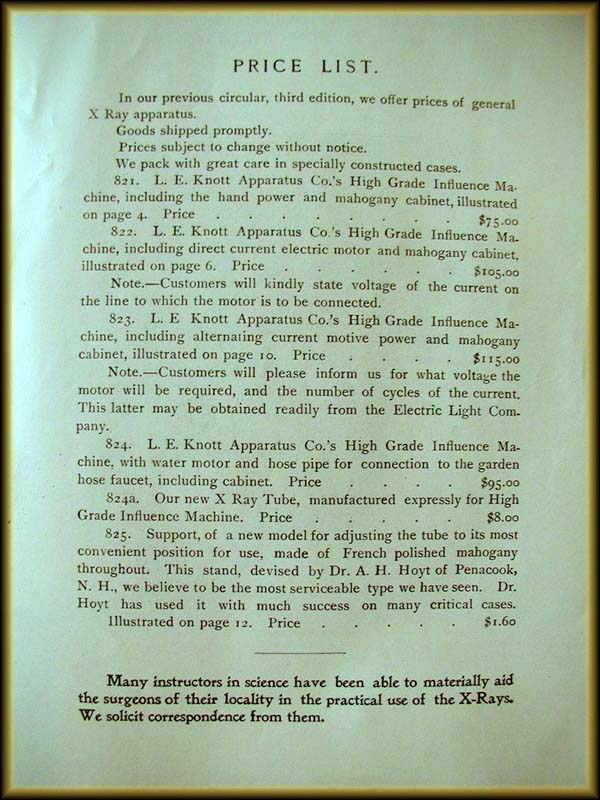 PRICE LIST.
In our previous circular, third edition, we offer prices of general
X Ray apparatus.
Goods shipped promptly.
Prices subject to change without notice.
We pack with great care in specially constructed cases.
821. L. E. Knott Apparatus Co.'s High Grade Influence Ma-
chine, including the hand power and mahogany cabinet, illustrated
on page 4. Price . . . . . . . . $75.00
822. L. E. Knott Apparatus Co.'s High Grade Influence Ma-
chine, including direct current electric motor and mahogany cabinet,
illustrated on page 6. Price . . . . . . $105.00
Note.—Customers will kindly state voltage of the current on
the line to which the motor is to be connected.
823. L. E Knott Apparatus Co.'s High Grade Influence Ma-
chine, including alternating current motive power and mahogany
cabinet, illustrated on page 10. Price . . . . $115.00
Note.—Customers will please inform us for what voltage the
motor will be required, and the number of cycles of the current.
This latter may be obtained readily from the Electric Light Com-
pany.
824. L. E. Knott Apparatus Co.'s High Grade Influence Ma-
chine, with water motor and hose pipe for connection to the garden
hose faucet, including cabinet. Price . . . . $95.00
824a. Our new X Ray Tube, manufactured expressly for High
Grade Influence Machine. Price . . . . . $8.00
825. Support, of a new model for adjusting the tube to its most
convenient position for use, made of French polished mahogany
throughout. This stand, devised by Dr. A. H. Hoyt of Penacook,
N. H., we believe to be the most serviceable type we have seen. Dr.
Hoyt has used it with much success on many critical cases.
Illustrated on page 12. Price . . . . . $1.60
Many instructors in science have been able to materially aid
the surgeons of their locality in the practical use of the X-Rays.
We solicit correspondence from them.